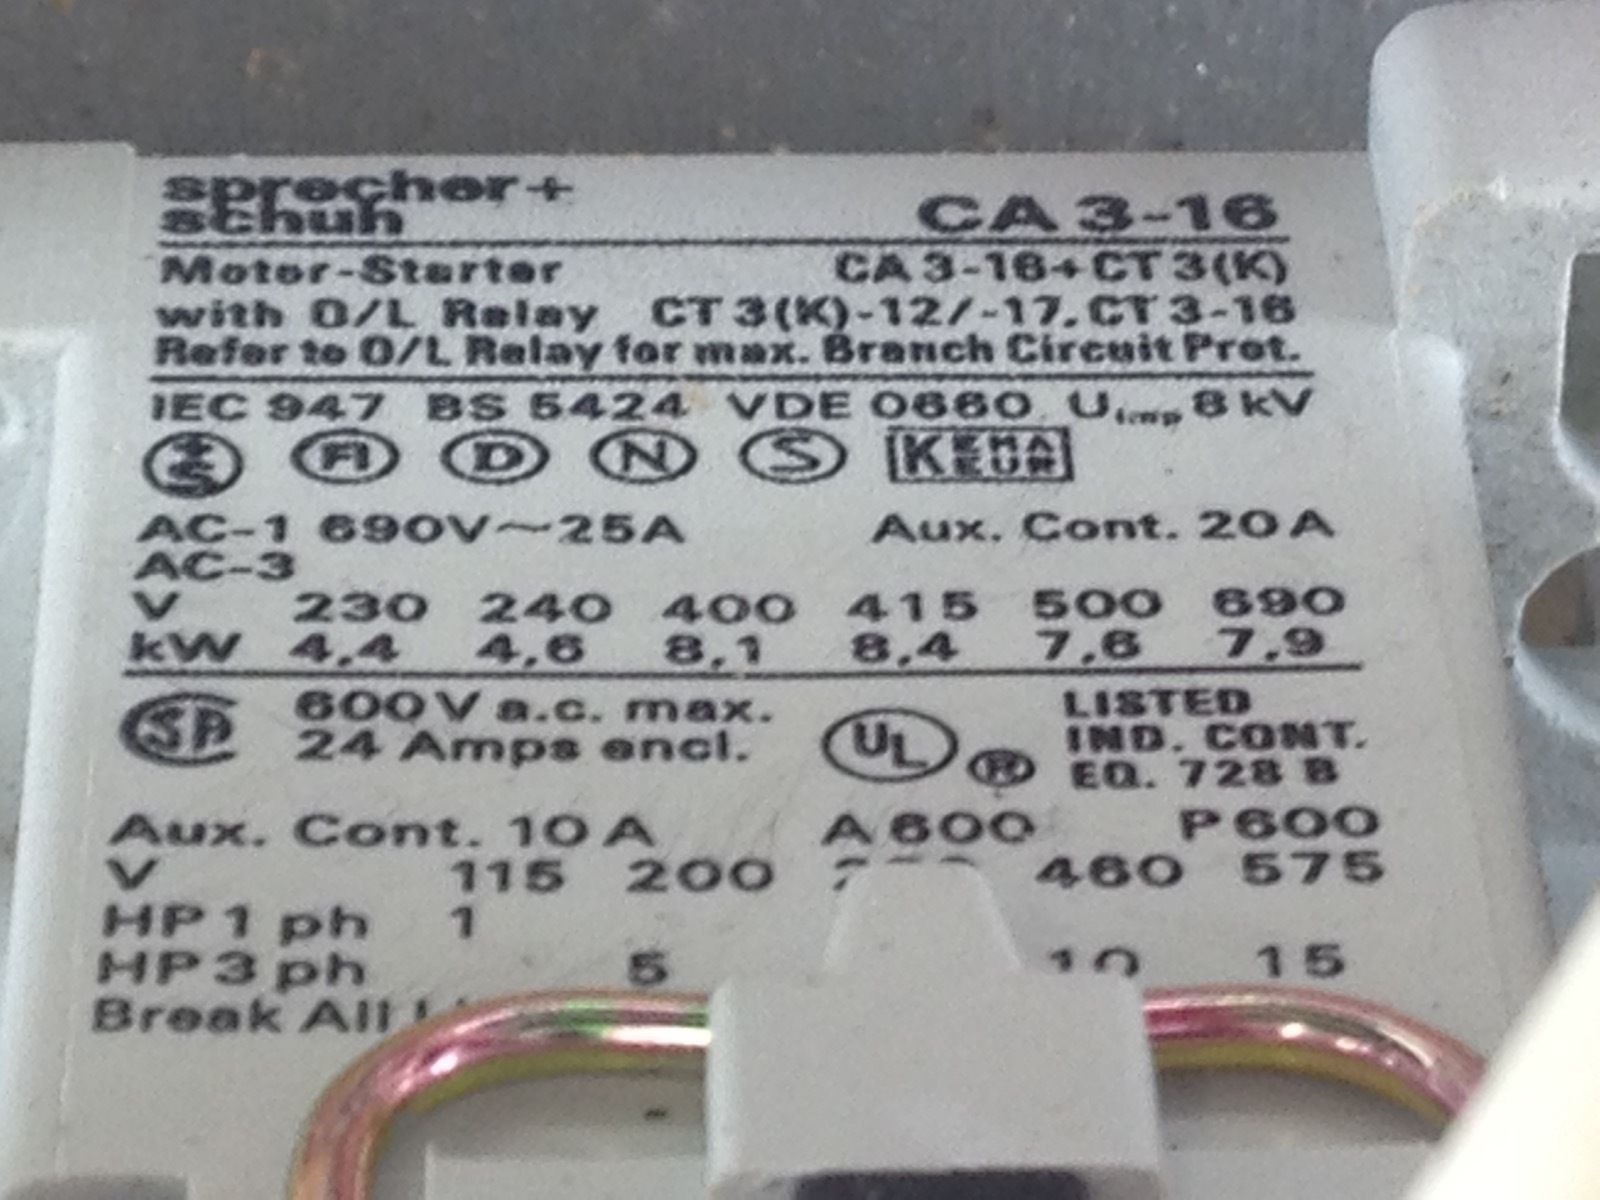 sprecher+
schuh
CA 3-16
Motor-Starter CA 3-16+CT 3(K)
with O/L Relay CT 3(K)-12/-17, CT 3-16
Refer to O/L Relay for max. Branch Circuit Prot.
IEC 947 BS 5424 VDE 0660 Uimp 8 kV
S D N S KEMA KEUR
AC-1 690V~25A Aux. Cont. 20 A
AC-3
V 230 240 400 415 500 690
kW 4,4 4,6 8,1 8,4 7,6 7,9
600V a.c. max. LISTED
24 Amps encl. UL ® IND. CONT.
EQ. 728 B
Aux. Cont. 10 A A 600 P 600
V 115 200 460 575
HP 1 ph 1
HP 3 ph 5 10 15
Break All